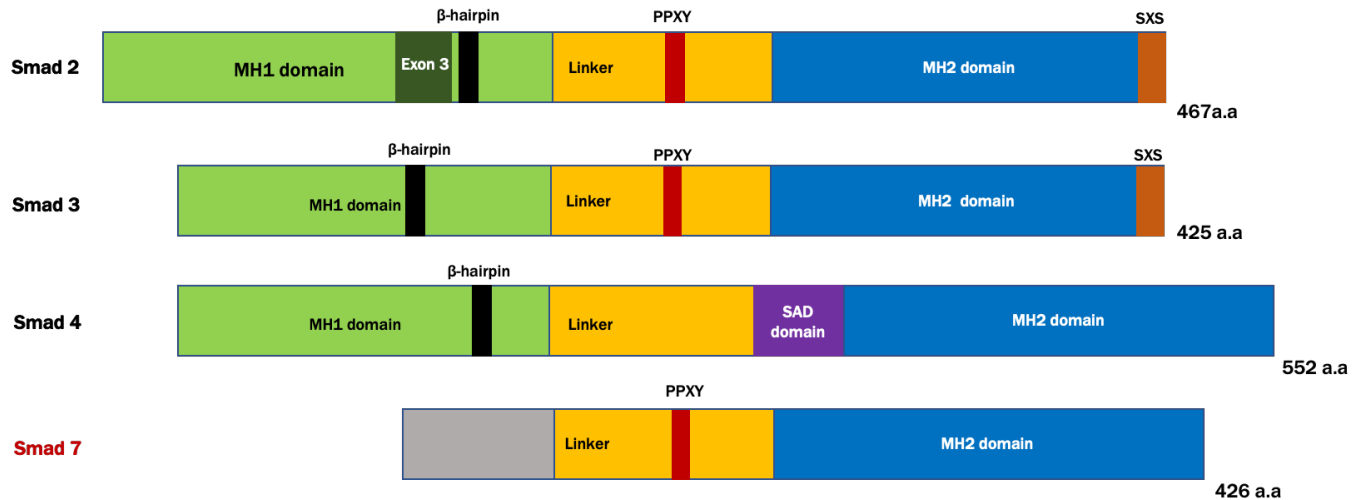 β-hairpin PPXY SXS
Smad 2 MH1 domain Exon 3 Linker MH2 domain
467a.a
β-hairpin PPXY SXS
Smad 3 MH1 domain Linker MH2 domain
425 a.a
β-hairpin
Smad 4 MH1 domain Linker SAD domain MH2 domain
552 a.a
PPXY
Smad 7 Linker MH2 domain
426 a.a